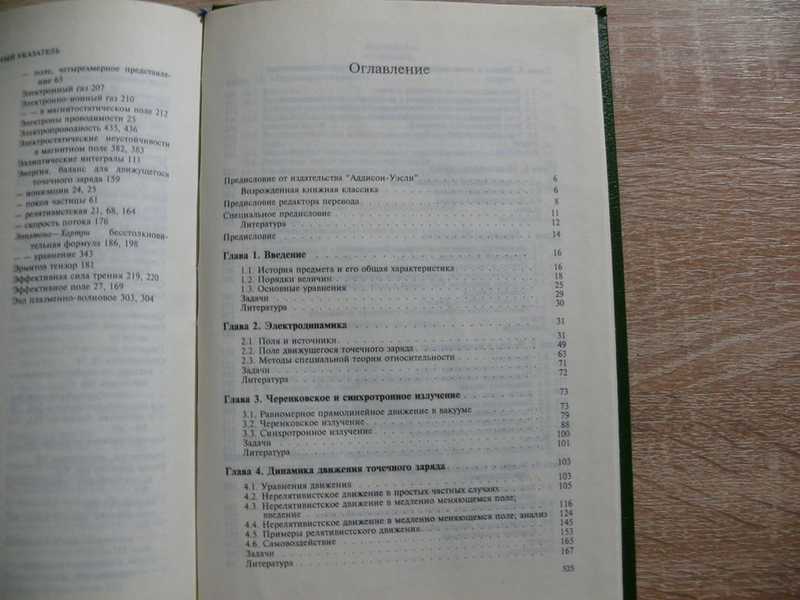 НЫЙ УКАЗАТЕЛЬ
— поле, четырехмерное представле-
ние 65
Электронный газ 207
Электронно-ионный газ 210
— — в магнитостатическом поле 212
Электроны проводимости 25
Электропроводность 435, 436
Электростатические неустойчивости
в магнитном поле 382, 383
Эллиптические интегралы 111
Энергия, баланс для движущегося
точечного заряда 159
— ионизации 24, 25
— покоя частицы 61
— релятивистская 21, 68, 164
— скорость потока 176
Эпштейна—Хартри бесстолкнови-
тельная формула 186, 198
— — уравнение 343
Эрмитов тензор 181
Эффективная сила трения 219, 220
Эффективное поле 27, 169
Эхо плазменно-волновое 303, 304
Оглавление
Предисловие от издательства "Аддисон-Уэсли" 6
Возрожденная книжная классика 6
Предисловие редактора перевода 8
Специальное предисловие 11
Литература 12
Предисловие 14
Глава 1. Введение 16
1.1. История предмета и его общая характеристика 16
1.2. Порядки величин 18
1.3. Основные уравнения 25
Задачи 29
Литература 30
Глава 2. Электродинамика 31
2.1. Поля и источники 31
2.2. Поле движущегося точечного заряда 49
2.3. Методы специальной теории относительности 63
Задачи 71
Литература 72
Глава 3. Черенковское и синхротронное излучение 73
3.1. Равномерное прямолинейное движение в вакууме 73
3.2. Черенковское излучение 79
3.3. Синхротронное излучение 88
Задачи 100
Литература 101
Глава 4. Динамика движения точечного заряда 103
4.1. Уравнения движения 103
4.2. Нерелятивистское движение в простых частных случаях 105
4.3. Нерелятивистское движение в медленно меняющемся поле;
введение 116
4.4. Нерелятивистское движение в медленно меняющемся поле; анализ 124
4.5. Примеры релятивистского движения 145
4.6. Самовоздействие 153
Задачи 165
Литература 167
525